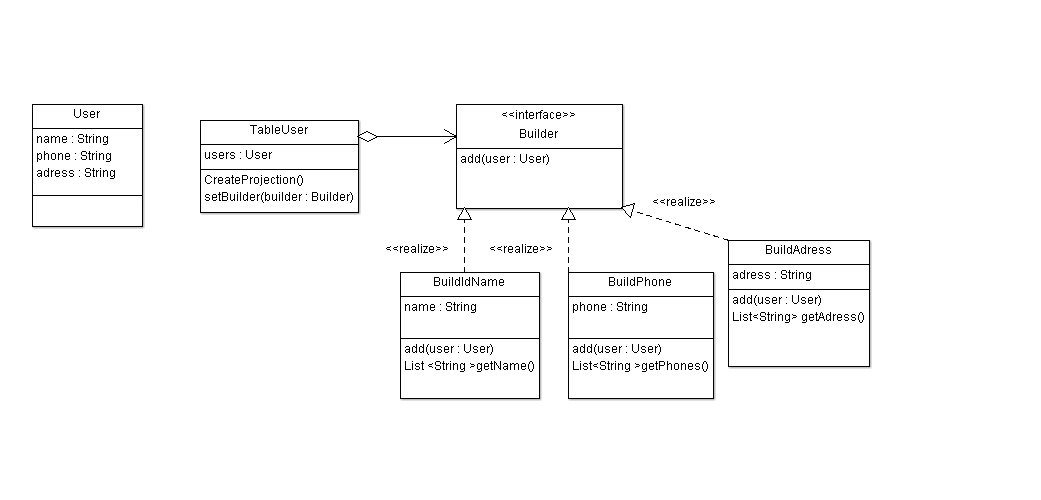 User
name : String
phone : String
adress : String
TableUser
users : User
CreateProjection()
setBuilder(builder : Builder)
<<interface>>
Builder
add(user : User)
<<realize>>
<<realize>>
<<realize>>
BuildIdName
name : String
add(user : User)
List <String >getName()
BuildPhone
phone : String
add(user : User)
List<String >getPhones()
BuildAdress
adress : String
add(user : User)
List<String> getAdress()